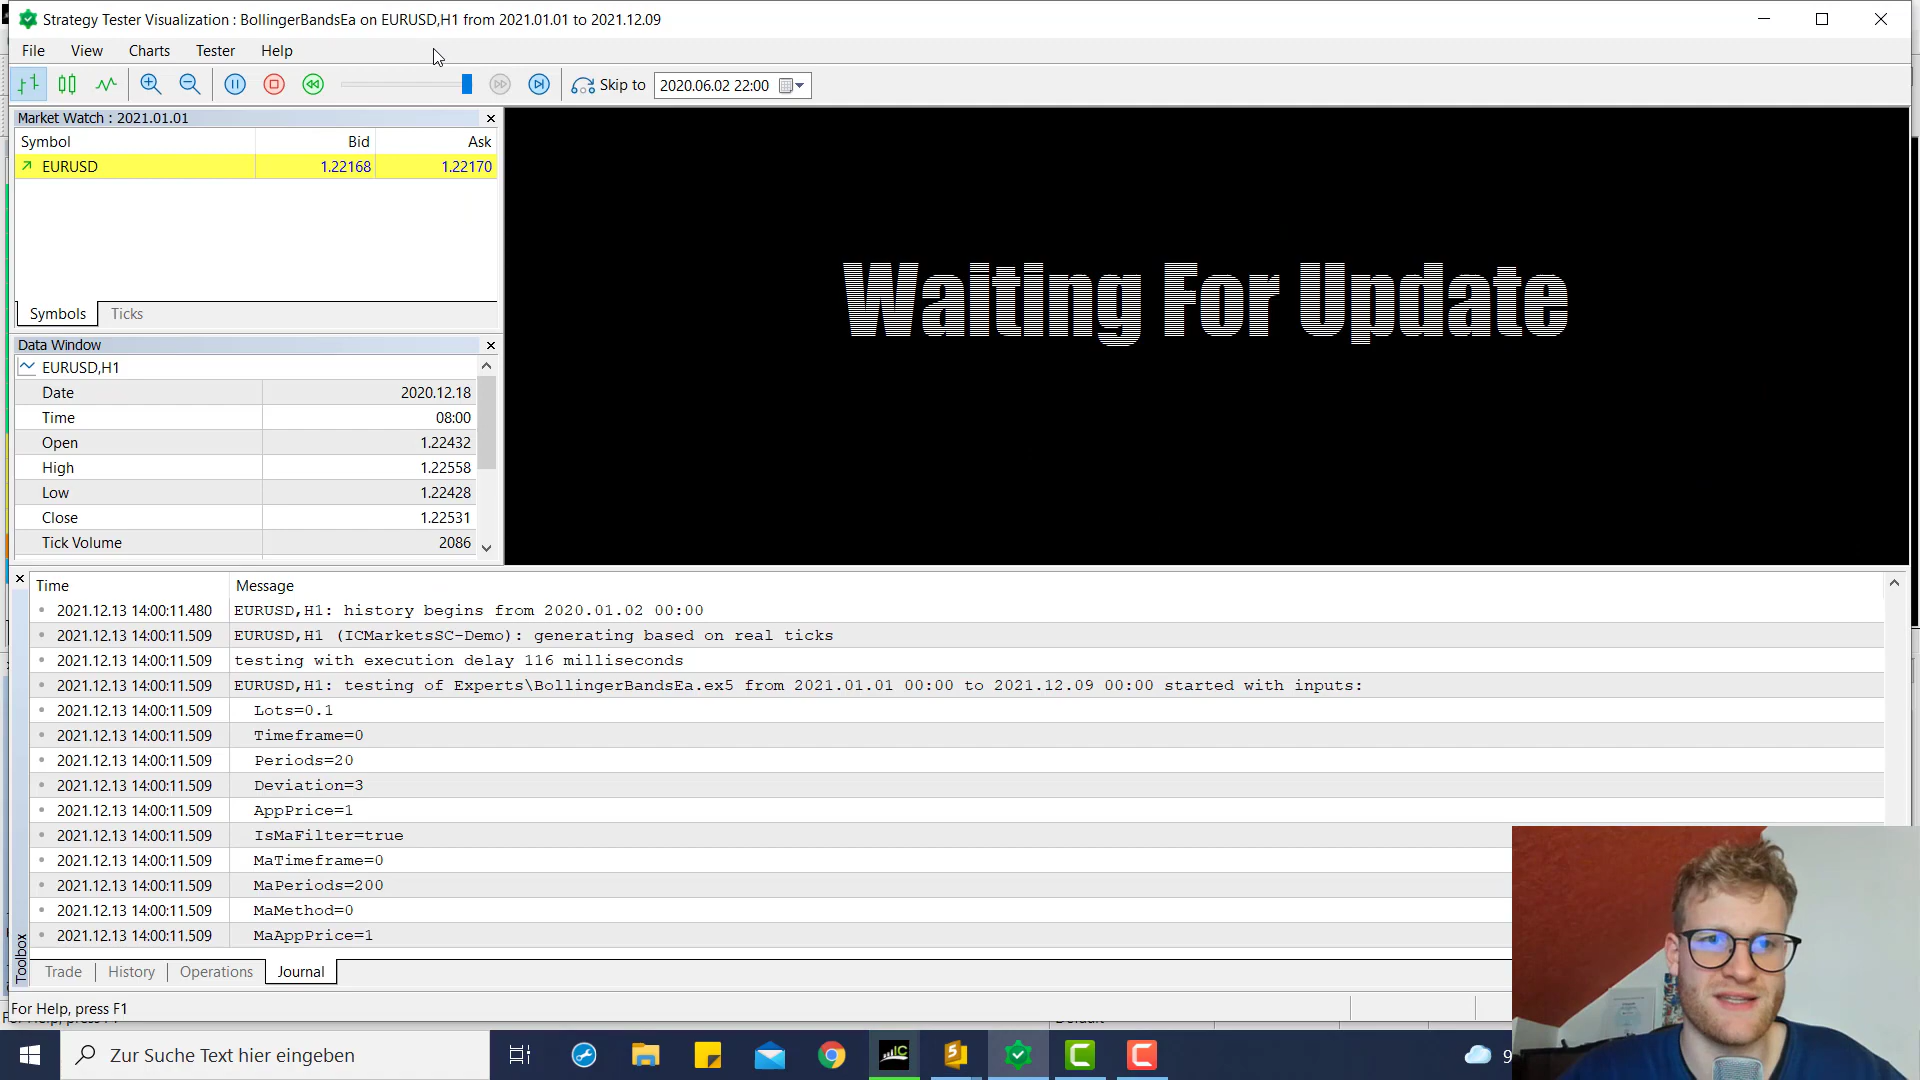 Strategy Tester Visualization : BollingerBandsEa on EURUSD,H1 from 2021.01.01 to 2021.12.09
File View Charts Tester Help
Skip to 2020.06.02 22:00
Market Watch : 2021.01.01
Symbol Bid Ask
EURUSD 1.22168 1.22170
Symbols Ticks
Data Window
EURUSD,H1
Date 2020.12.18
Time 08:00
Open 1.22432
High 1.22558
Low 1.22428
Close 1.22531
Tick Volume 2086
Waiting For Update
Time Message
2021.12.13 14:00:11.480 EURUSD,H1: history begins from 2020.01.02 00:00
2021.12.13 14:00:11.509 EURUSD,H1 (ICMarketsSC-Demo): generating based on real ticks
2021.12.13 14:00:11.509 testing with execution delay 116 milliseconds
2021.12.13 14:00:11.509 EURUSD,H1: testing of Experts\BollingerBandsEa.ex5 from 2021.01.01 00:00 to 2021.12.09 00:00 started with inputs:
2021.12.13 14:00:11.509 Lots=0.1
2021.12.13 14:00:11.509 Timeframe=0
2021.12.13 14:00:11.509 Periods=20
2021.12.13 14:00:11.509 Deviation=3
2021.12.13 14:00:11.509 AppPrice=1
2021.12.13 14:00:11.509 IsMaFilter=true
2021.12.13 14:00:11.509 MaTimeframe=0
2021.12.13 14:00:11.509 MaPeriods=200
2021.12.13 14:00:11.509 MaMethod=0
2021.12.13 14:00:11.509 MaAppPrice=1
Toolbox
Trade History Operations Journal
For Help, press F1
Zur Suche Text hier eingeben